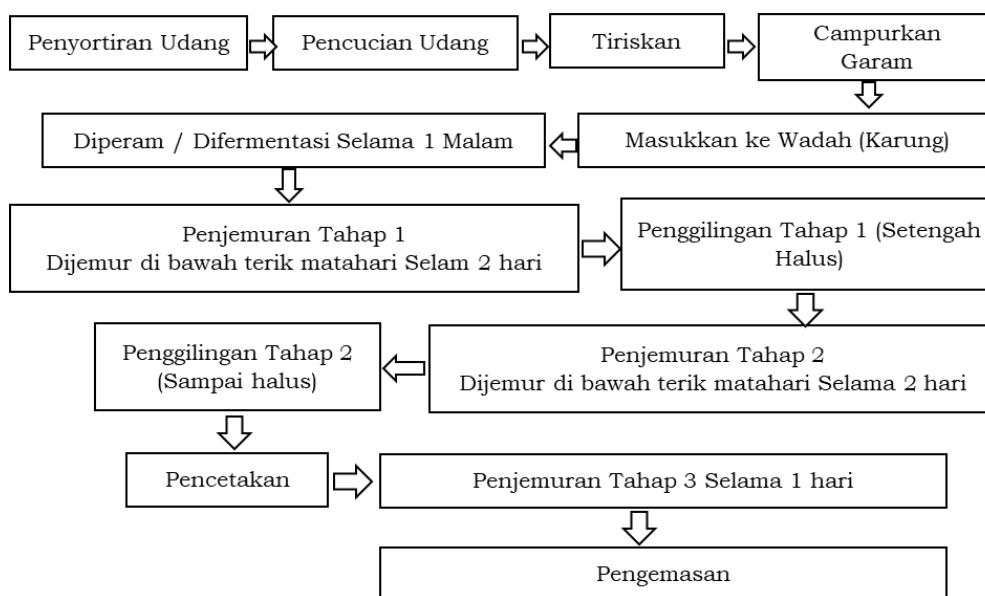 Penyortiran Udang
Pencucian Udang
Tiriskan
Campurkan
Garam
Masukkan ke Wadah (Karung)
Diperam / Difermentasi Selama 1 Malam
Penjemuran Tahap 1
Dijemur di bawah terik matahari Selam 2 hari
Penggilingan Tahap 1 (Setengah
Halus)
Penjemuran Tahap 2
Dijemur di bawah terik matahari Selama 2 hari
Penggilingan Tahap 2
(Sampai halus)
Pencetakan
Penjemuran Tahap 3 Selama 1 hari
Pengemasan